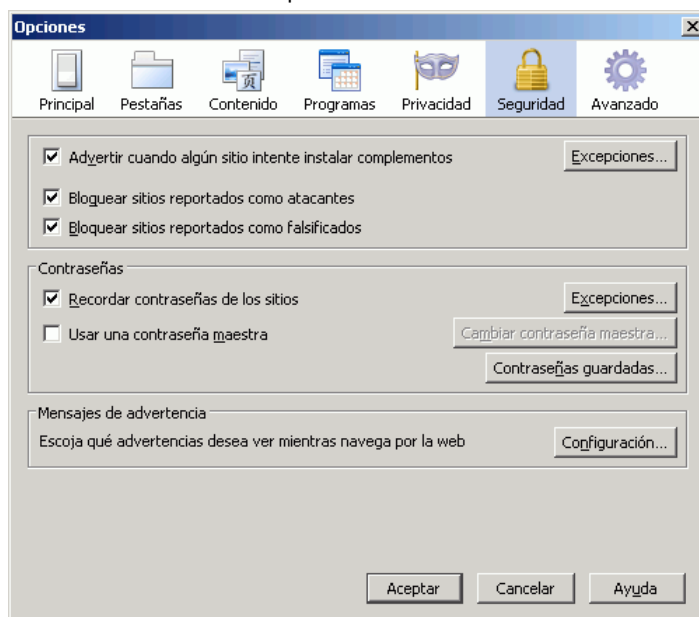 Opciones
Principal Pestañas Contenido Programas Privacidad Seguridad Avanzado
Advertir cuando algún sitio intente instalar complementos Excepciones...
Bloquear sitios reportados como atacantes
Bloquear sitios reportados como falsificados
Contraseñas
Recordar contraseñas de los sitios Excepciones...
Usar una contraseña maestra Cambiar contraseña maestra...
Contraseñas guardadas...
Mensajes de advertencia
Escoja qué advertencias desea ver mientras navega por la web Configuración...
Aceptar Cancelar Ayuda